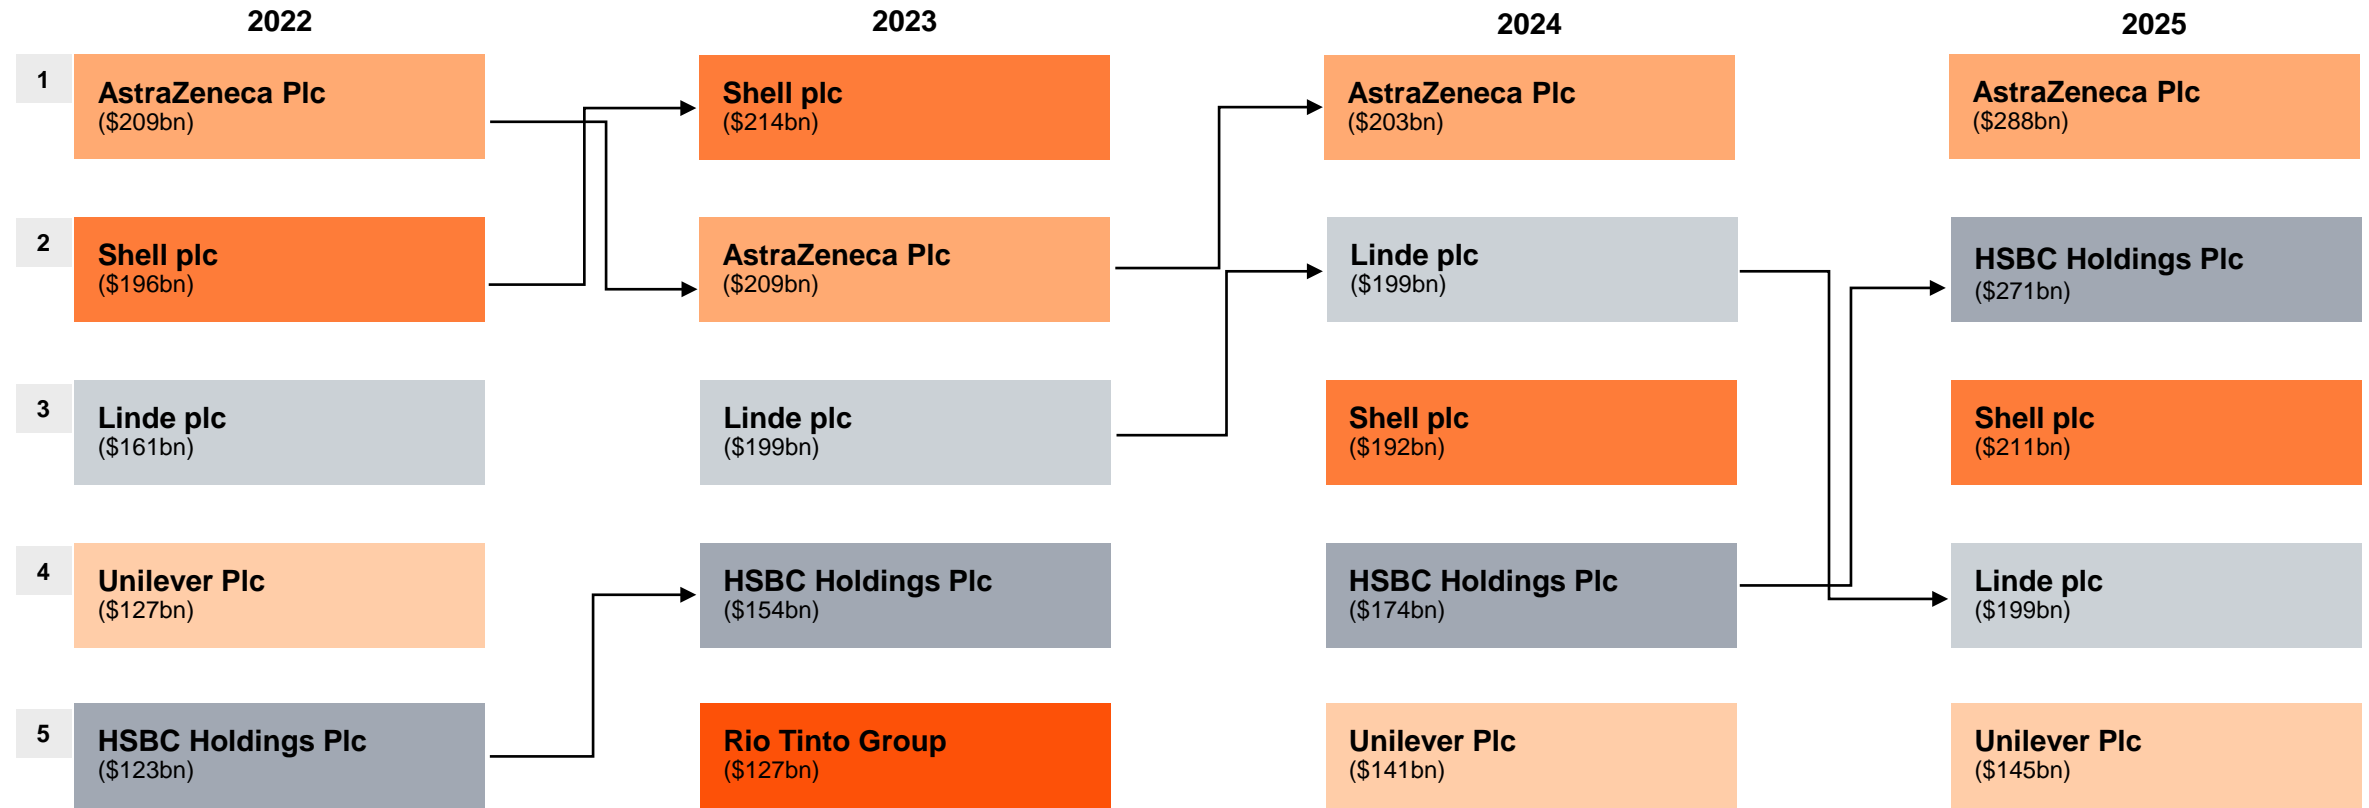 2022
2023
2024
2025
1
AstraZeneca Plc
($209bn)
Shell plc
($214bn)
AstraZeneca Plc
($203bn)
AstraZeneca Plc
($288bn)
2
Shell plc
($196bn)
AstraZeneca Plc
($209bn)
Linde plc
($199bn)
HSBC Holdings Plc
($271bn)
3
Linde plc
($161bn)
Linde plc
($199bn)
Shell plc
($192bn)
Shell plc
($211bn)
4
Unilever Plc
($127bn)
HSBC Holdings Plc
($154bn)
HSBC Holdings Plc
($174bn)
Linde plc
($199bn)
5
HSBC Holdings Plc
($123bn)
Rio Tinto Group
($127bn)
Unilever Plc
($141bn)
Unilever Plc
($145bn)